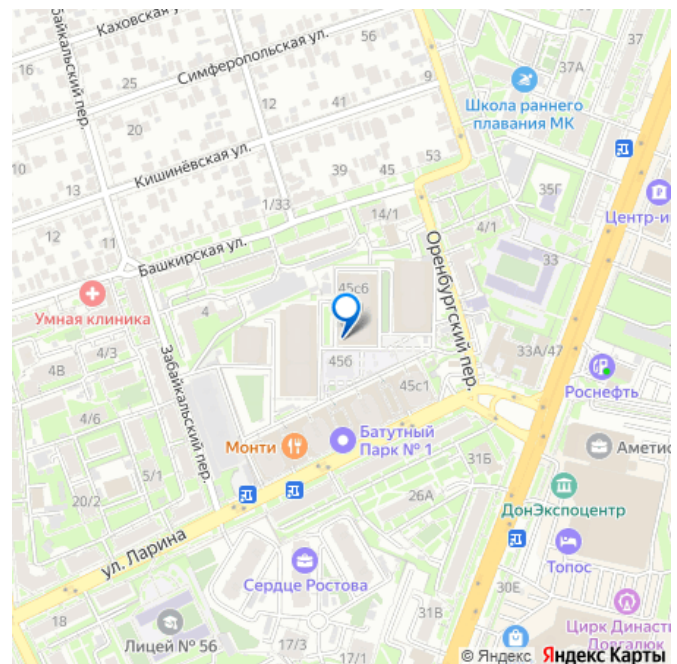 Каховская ул.
56
37
Симферопольская ул.
37А
16
25
9
Школа раннего
плавания МК
12
41
байкальский пер.
20
Кишинёвская ул.
39
45
53
10
13
35Г
1/33
Центр-и
12
11
14/1
4/1
Башкирская ул.
33
Оренбургский пер.
45с6
4
Умная клиника
45б
33А/47
4В
4/3
Забайкальский пер.
45с1
Роснефть
4/6
Монти
Батутный
Парк № 1
31Б
Аметис
5/1
20/2
26А
ДонЭкспоцентр
ул. Ларина
Топос
Сердце Ростова
30Е
18
Лицей № 56
17/3
17/1
31В
Цирк Династ
Довгалюк
© Яндекс Яндекс Карты